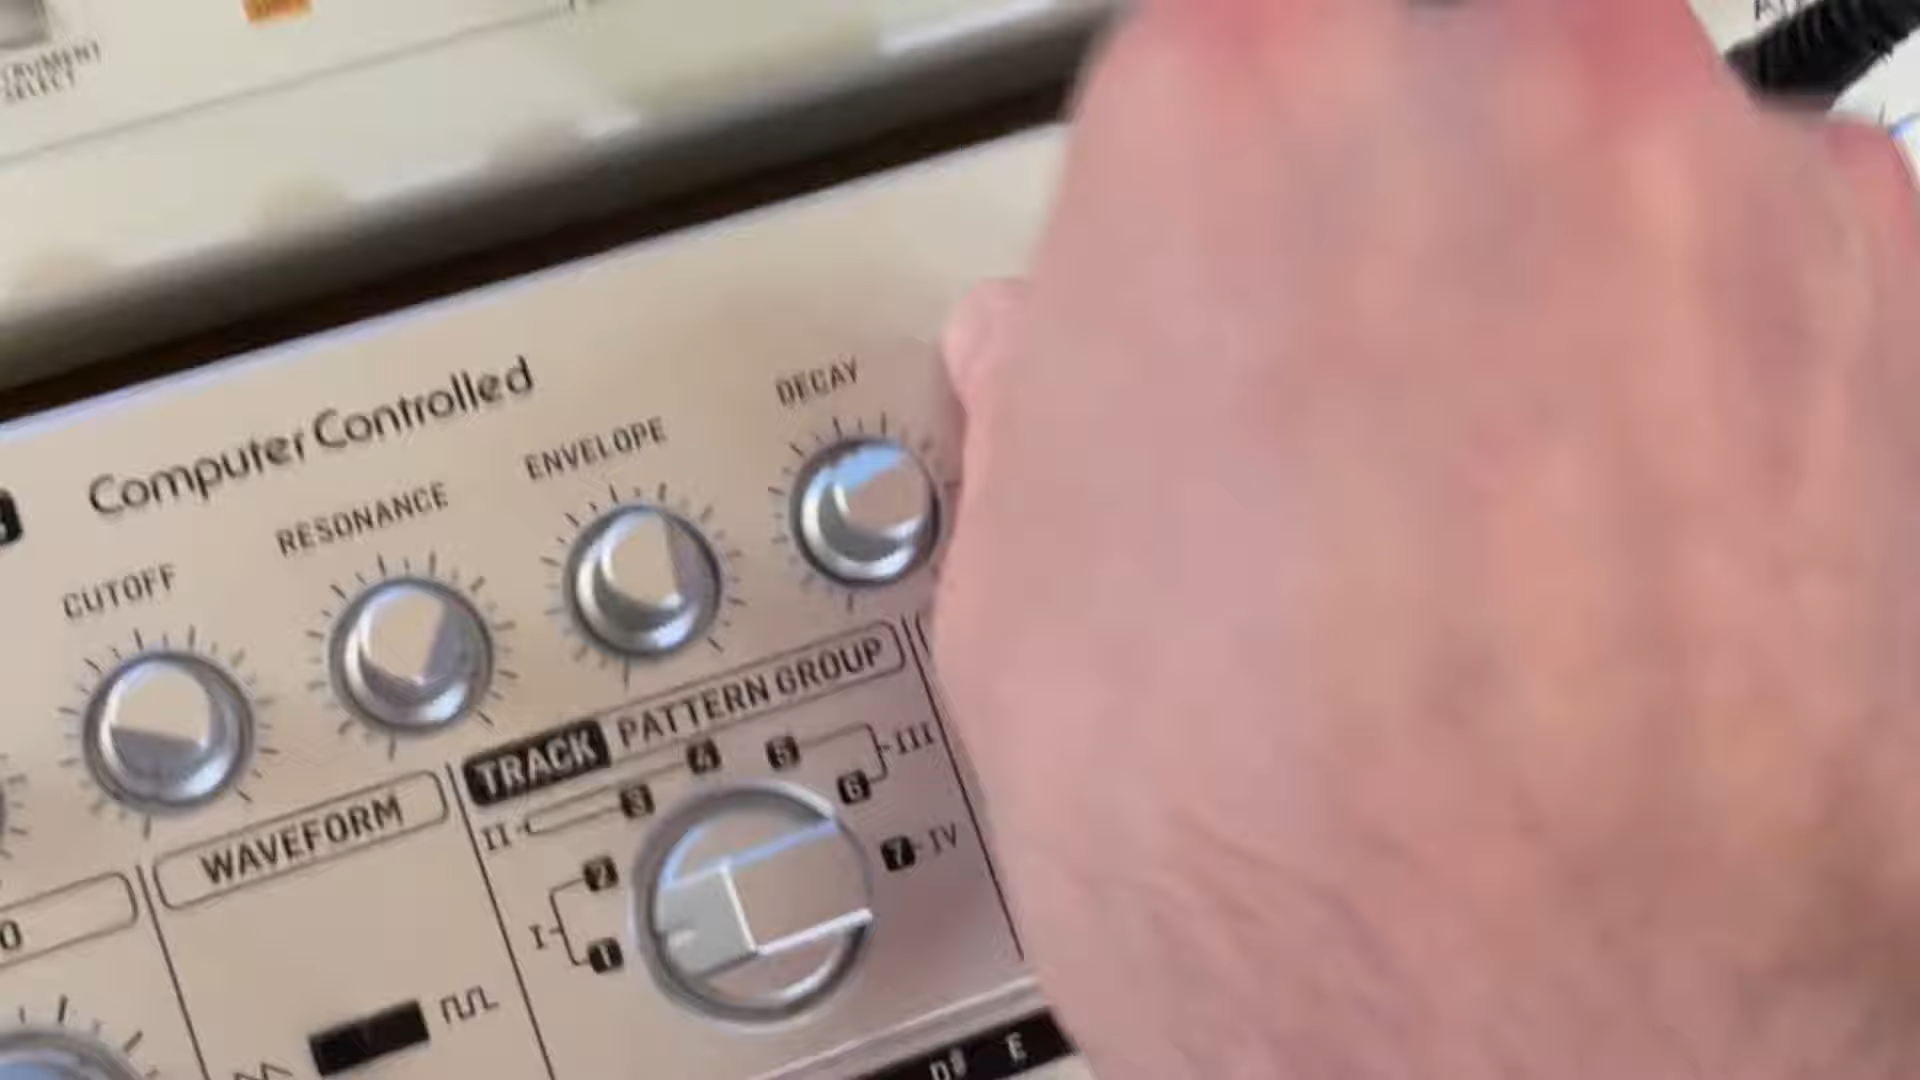 SELECT
Computer Controlled
CUTOFF
RESONANCE
ENVELOPE
DECAY
WAVEFORM
TRACK PATTERN GROUP
I 1 2
II 3 4
5 6 III
7 IV
D# E